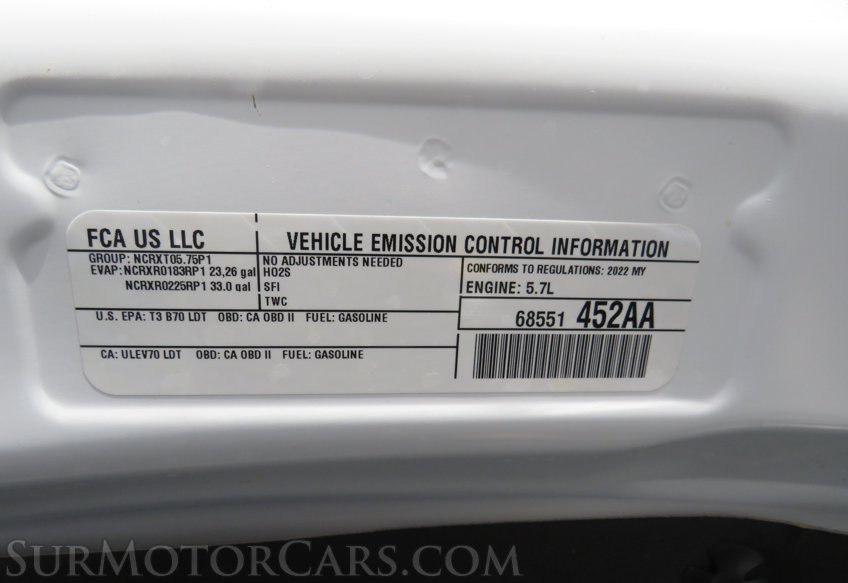 FCA US LLC
VEHICLE EMISSION CONTROL INFORMATION
GROUP: NCRXT05.75P1
EVAP: NCRXR0183RP1 23,26 gal
NCRXR0225RP1 33.0 gal
NO ADJUSTMENTS NEEDED
HO2S
SFI
TWC
CONFORMS TO REGULATIONS: 2022 MY
ENGINE: 5.7L
U.S. EPA: T3 B70 LDT OBD: CA OBD II FUEL: GASOLINE
68551 452AA
CA: ULEV70 LDT OBD: CA OBD II FUEL: GASOLINE
SURMOTORCARS.COM